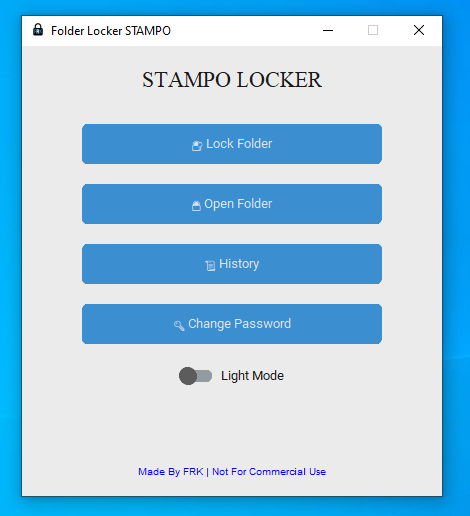 Folder Locker STAMPO
STAMPO LOCKER
Lock Folder
Open Folder
History
Change Password
Light Mode
Made By FRK | Not For Commercial Use